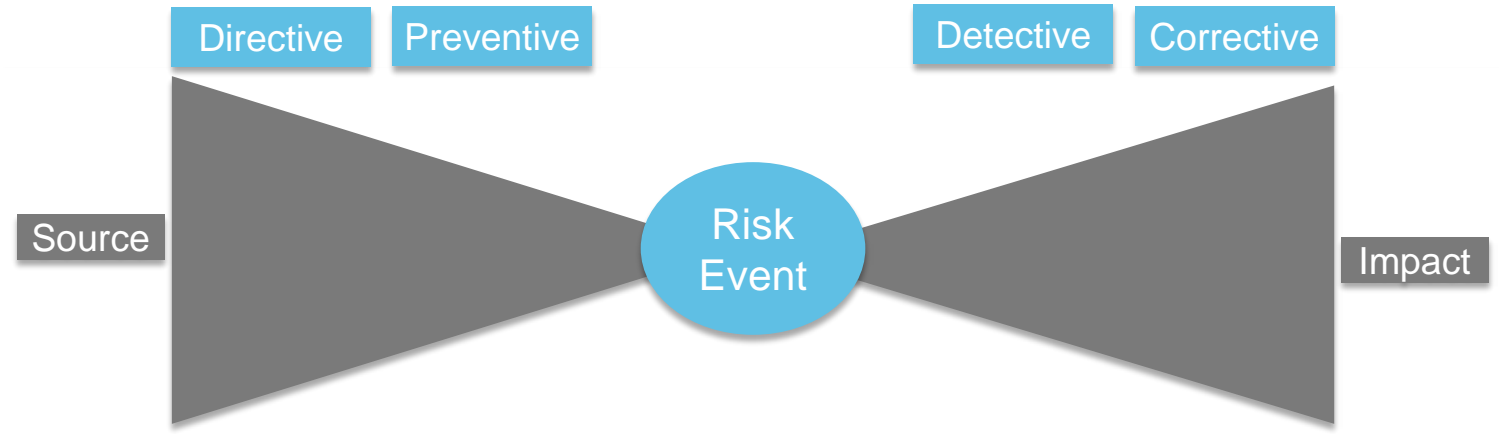 Directive
Preventive
Detective
Corrective
Source
Risk
Event
Impact